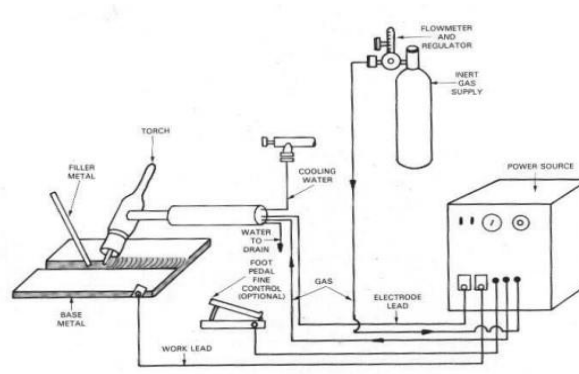 FLOWMETER
AND
REGULATOR
INERT
GAS
SUPPLY
TORCH
FILLER
METAL
COOLING
WATER
POWER SOURCE
WATER
TO
DRAIN
FOOT
PEDAL
FINE
CONTROL
(OPTIONAL)
GAS
ELECTRODE
LEAD
BASE
METAL
WORK LEAD